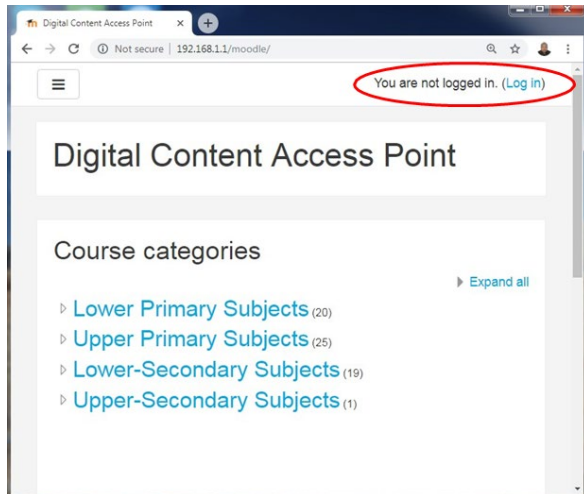 Digital Content Access Point
Not secure | 192.168.1.1/moodle/
You are not logged in. (Log in)
Digital Content Access Point
Course categories
Expand all
Lower Primary Subjects (20)
Upper Primary Subjects (25)
Lower-Secondary Subjects (19)
Upper-Secondary Subjects (1)